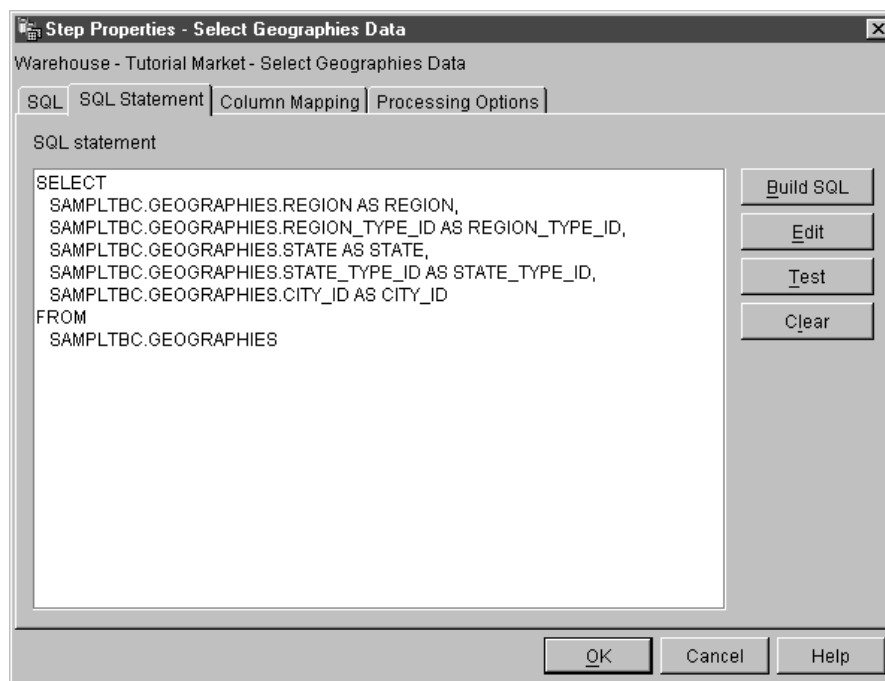 Step Properties - Select Geographies Data
Warehouse - Tutorial Market - Select Geographies Data
SQL SQL Statement Column Mapping Processing Options
SQL statement
SELECT
SAMPLTBC.GEOGRAPHIES.REGION AS REGION,
SAMPLTBC.GEOGRAPHIES.REGION_TYPE_ID AS REGION_TYPE_ID,
SAMPLTBC.GEOGRAPHIES.STATE AS STATE,
SAMPLTBC.GEOGRAPHIES.STATE_TYPE_ID AS STATE_TYPE_ID,
SAMPLTBC.GEOGRAPHIES.CITY_ID AS CITY_ID
FROM
SAMPLTBC.GEOGRAPHIES
Build SQL
Edit
Test
Clear
OK Cancel Help